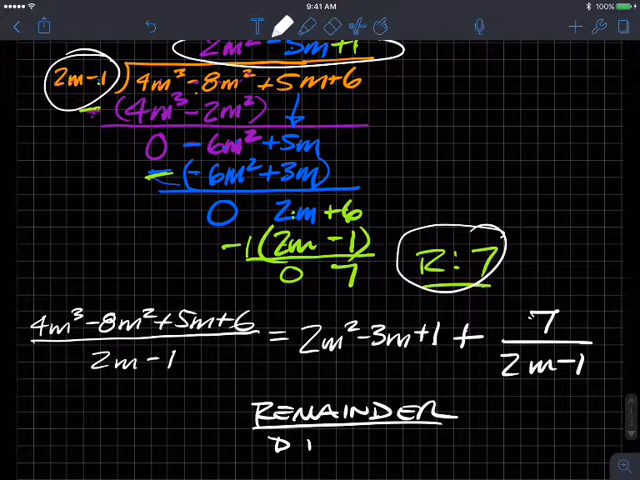 9:41 AM
100%
2m² - 3m + 1
2m-1 ) 4m³ - 8m² + 5m + 6
- (4m³ - 2m²)
0 - 6m² + 5m
- (-6m² + 3m)
0 2m + 6
-1(2m - 1)
0 7
R: 7
4m³ - 8m² + 5m + 6 / 2m - 1 = 2m² - 3m + 1 + 7 / 2m - 1
REMAINDER
DI